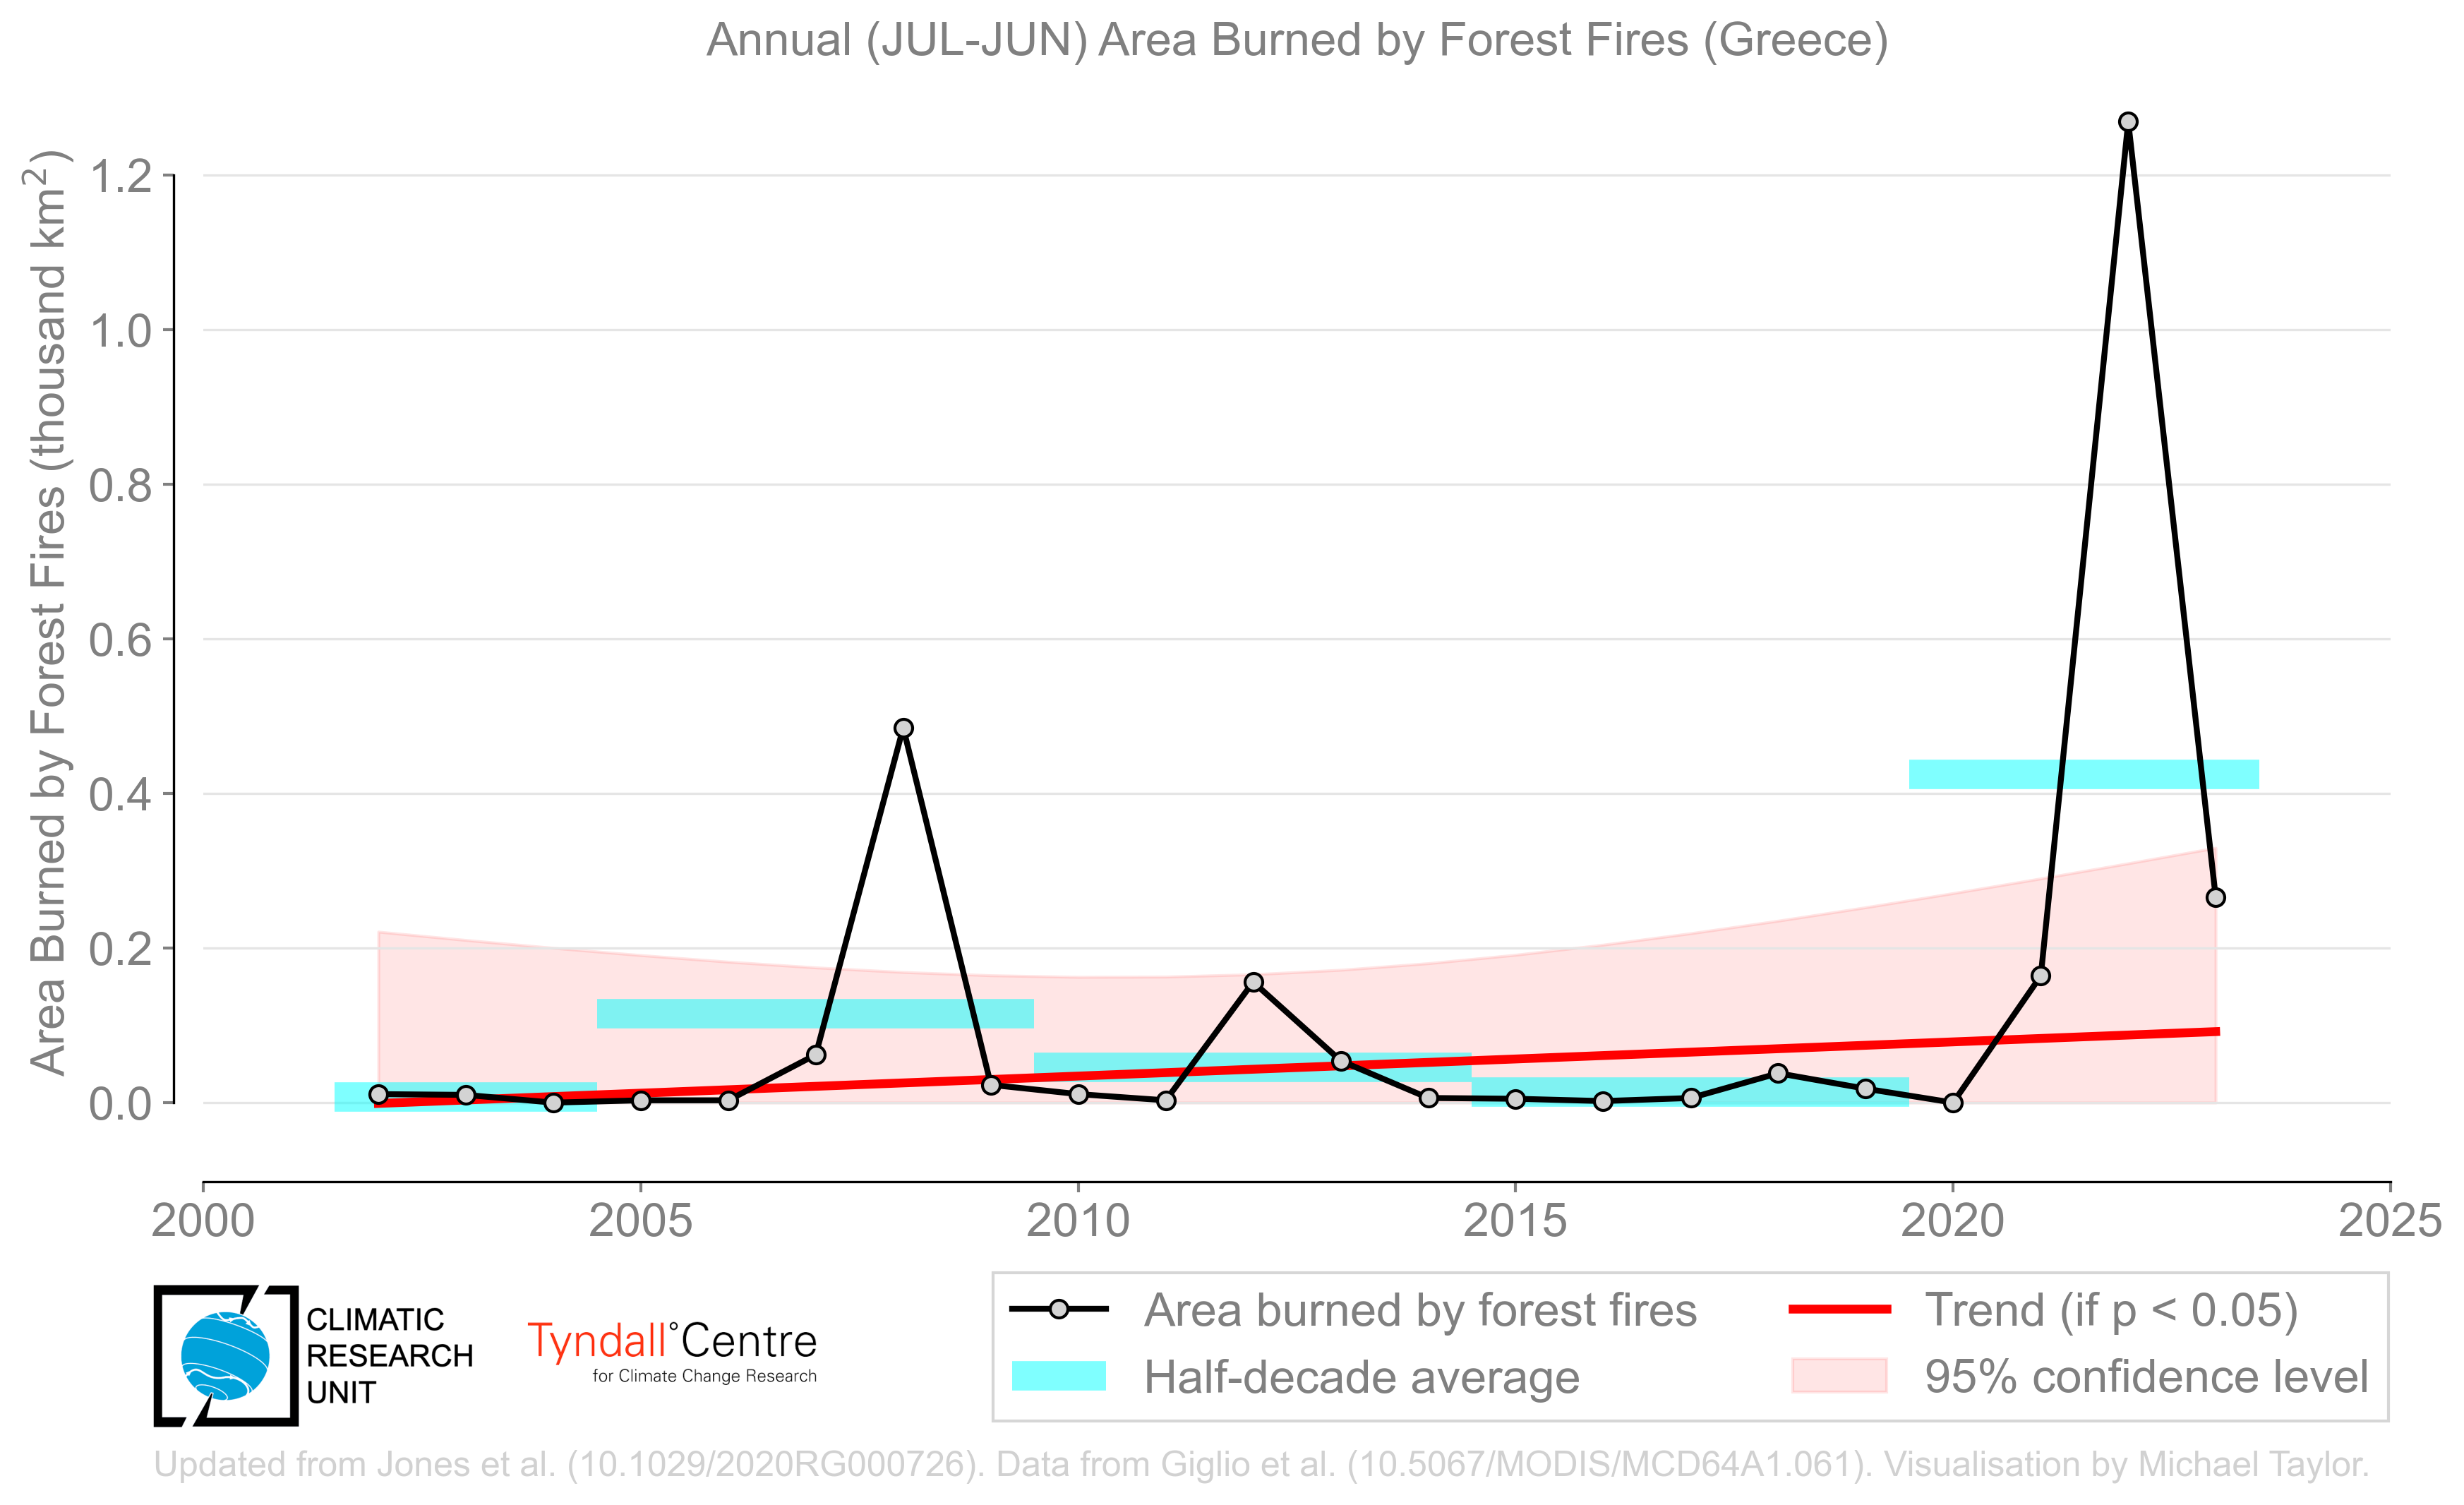 Annual (JUL-JUN) Area Burned by Forest Fires (Greece)
Area Burned by Forest Fires (thousand km²)
1.2
1.0
0.8
0.6
0.4
0.2
0.0
2000 2005 2010 2015 2020 2025
Area burned by forest fires
Trend (if p < 0.05)
Half-decade average
95% confidence level
CLIMATIC
RESEARCH
UNIT
Tyndall°Centre
for Climate Change Research
Updated from Jones et al. (10.1029/2020RG000726). Data from Giglio et al. (10.5067/MODIS/MCD64A1.061). Visualisation by Michael Taylor.